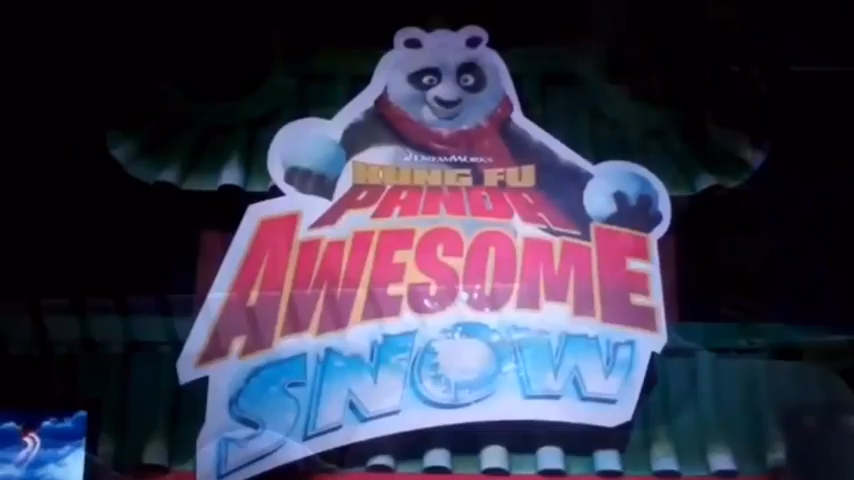 DREAMWORKS
KUNG FU
PANDA
AWESOME
SNOW